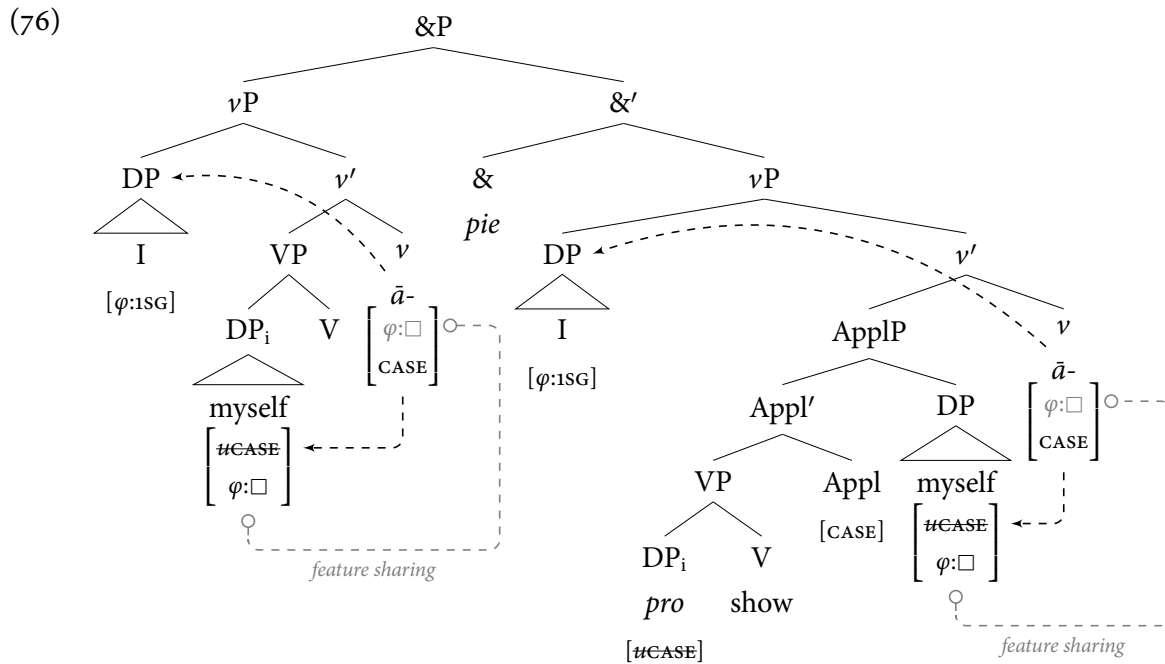 (76)
&P
vP &′
DP v′ & vP
pie
I VP v DP v′
[φ:1SG] ā-
DPᵢ V φ:□ I ApplP v
CASE [φ:1SG] ā-
myself Appl′ DP φ:□
uCASE CASE
φ:□ VP Appl myself
[CASE] uCASE
feature sharing DPᵢ V φ:□
pro show
[uCASE] feature sharing